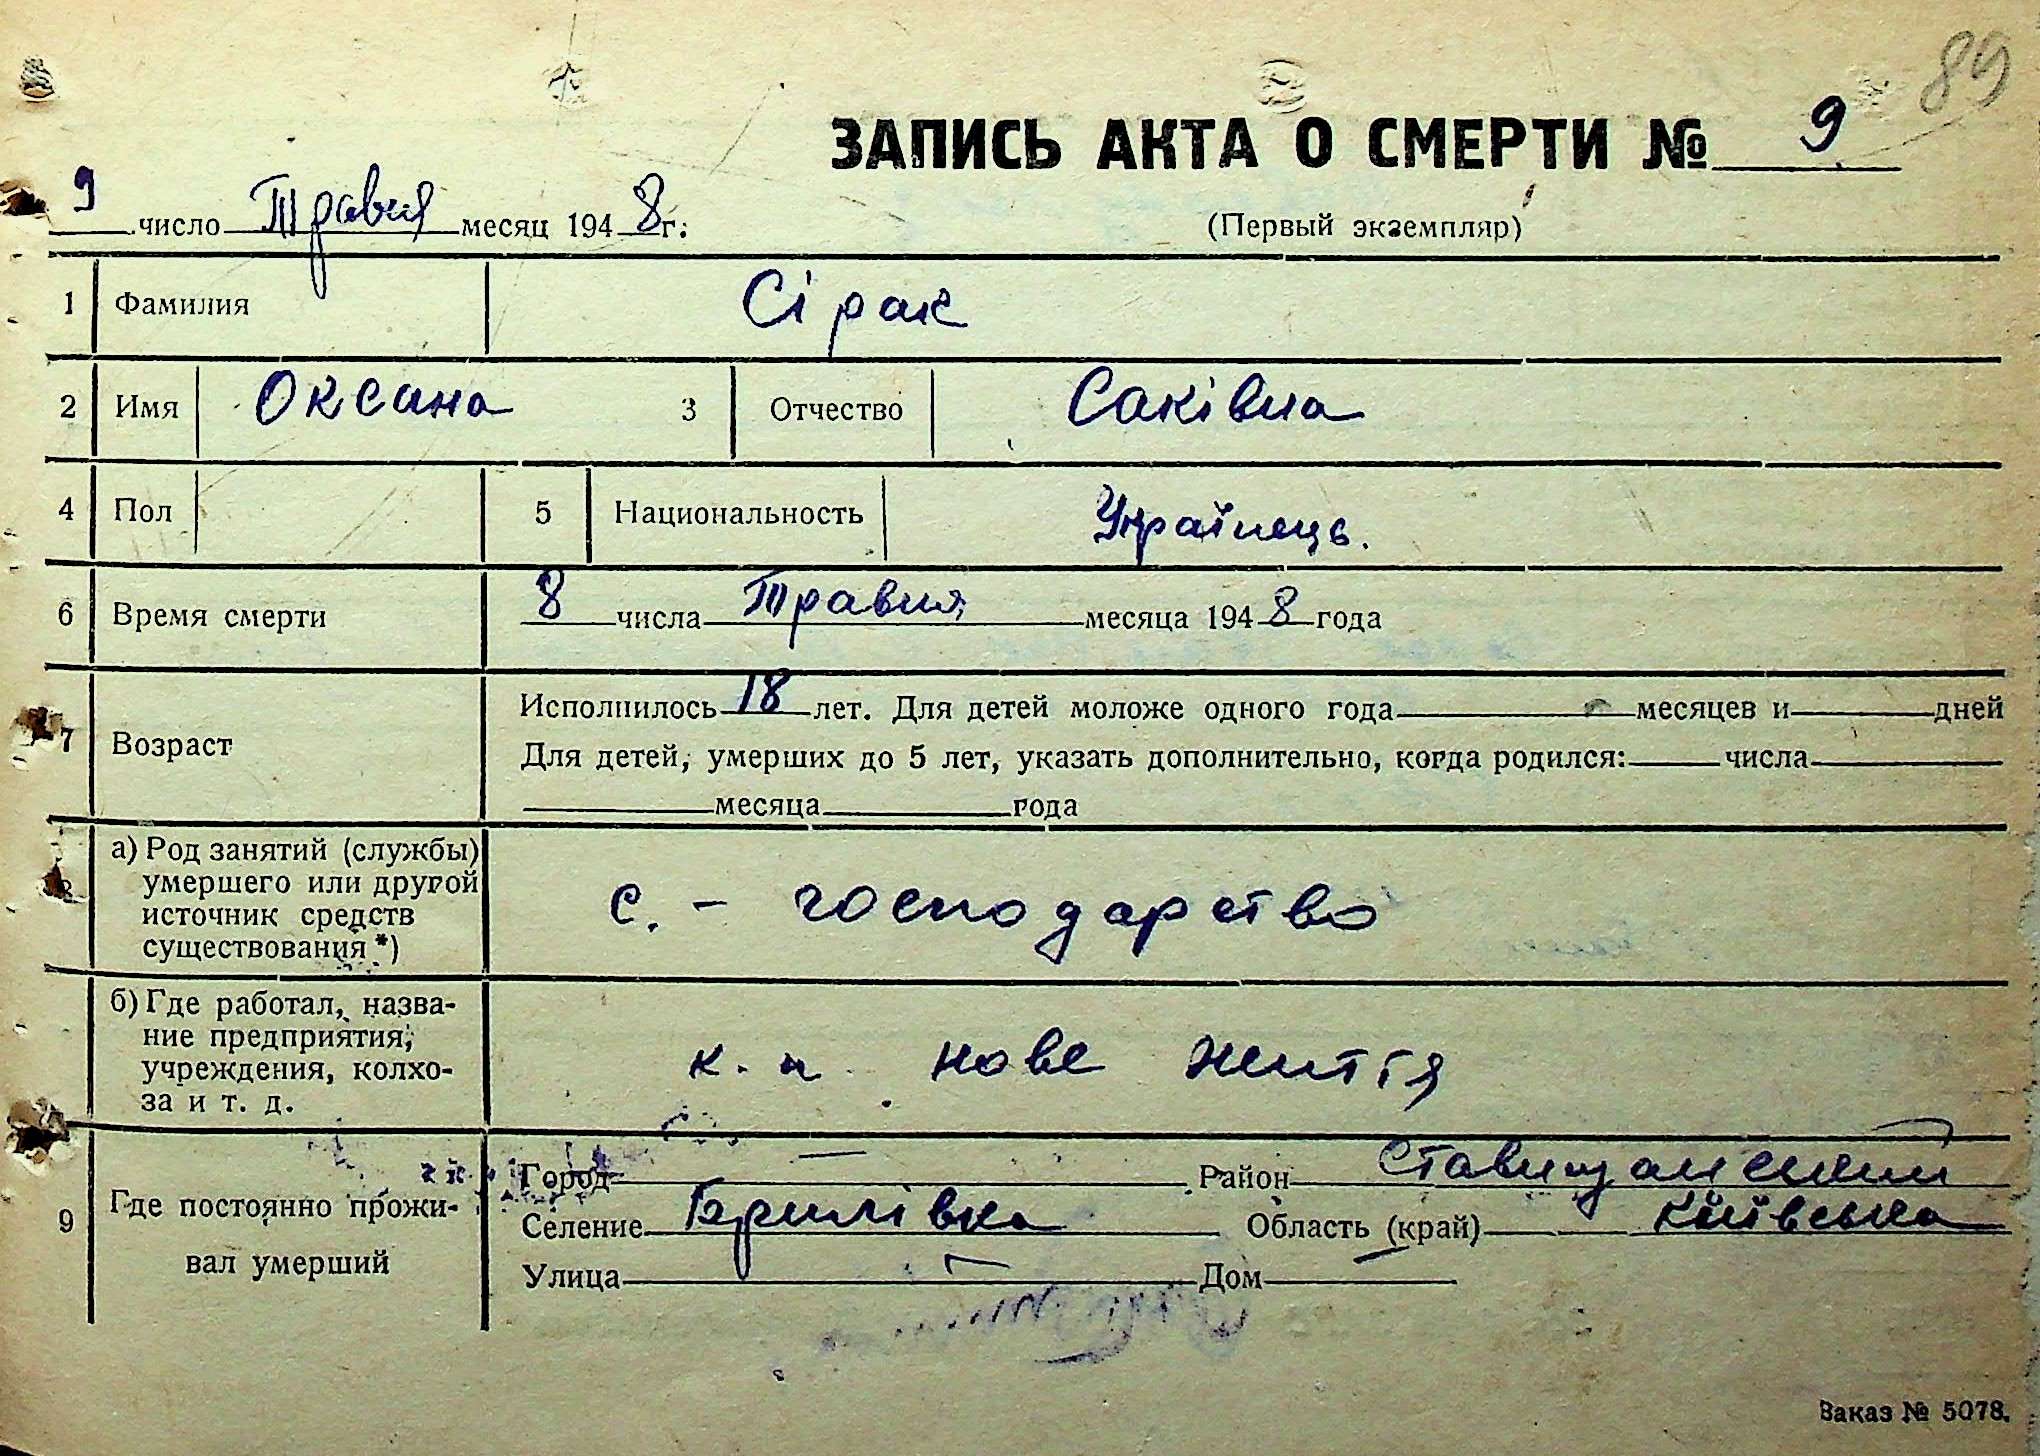 89
ЗАПИСЬ АКТА О СМЕРТИ № 9
9 число Травня месяц 1948 г.
(Первый экземпляр)
1 Фамилия Сірак
2 Имя Оксана 3 Отчество Саківна
4 Пол 5 Национальность Українець.
6 Время смерти 8 числа Травня месяца 1948 года
7 Возраст Исполнилось 18 лет. Для детей моложе одного года месяцев и дней
Для детей, умерших до 5 лет, указать дополнительно, когда родился: числа
месяца года
8 а) Род занятий (службы) умершего или другой источник средств существования *) с. - господарство
б) Где работал, название предприятия, учреждения, колхоза и т. д. нове життя
9 Где постоянно проживал умерший
Город — Район Ставищанський
Селение Брилівка Область (край) Київська
Улица — Дом —
Заказ № 5078.